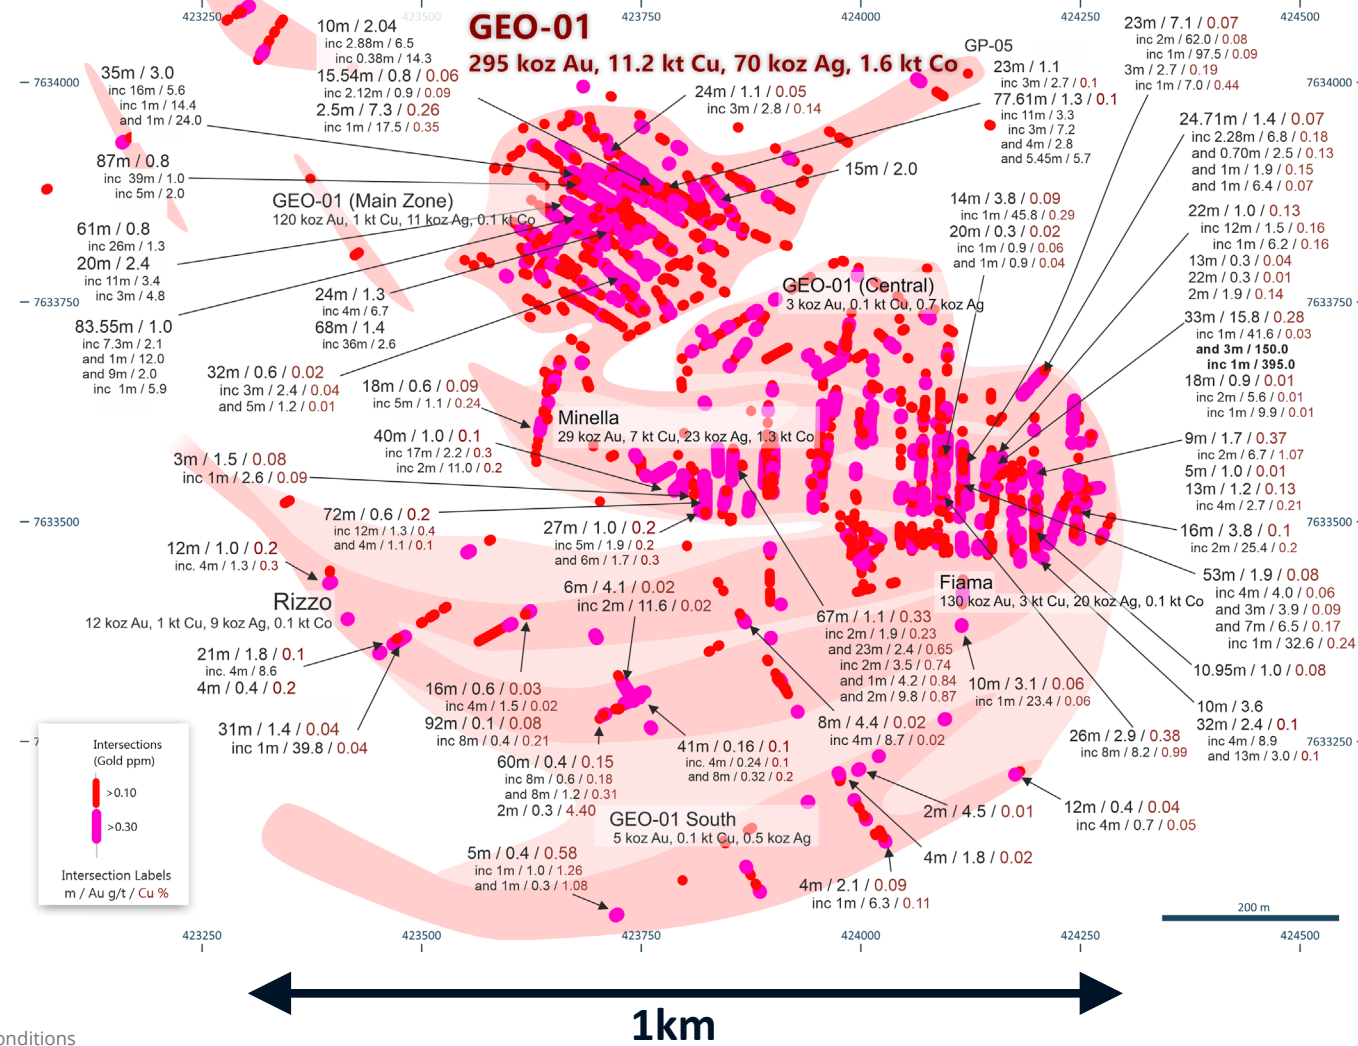 423250
423500
423750
424000
424250
424500
GEO-01
295 koz Au, 11.2 kt Cu, 70 koz Ag, 1.6 kt Co
10m / 2.04
inc 2.88m / 6.5
inc 0.38m / 14.3
15.54m / 0.8 / 0.06
inc 2.12m / 0.9 / 0.09
2.5m / 7.3 / 0.26
inc 1m / 17.5 / 0.35
7634000
35m / 3.0
inc 16m / 5.6
inc 1m / 14.4
and 1m / 24.0
87m / 0.8
inc 39m / 1.0
inc 5m / 2.0
24m / 1.1 / 0.05
inc 3m / 2.8 / 0.14
GP-05
23m / 1.1
inc 3m / 2.7 / 0.1
77.61m / 1.3 / 0.1
inc 11m / 3.3
inc 3m / 7.2
and 4m / 2.8
and 5.45m / 5.7
15m / 2.0
23m / 7.1 / 0.07
inc 2m / 62.0 / 0.08
inc 1m / 97.5 / 0.09
3m / 2.7 / 0.19
inc 1m / 7.0 / 0.44
7634000
24.71m / 1.4 / 0.07
inc 2.28m / 6.8 / 0.18
and 0.70m / 2.5 / 0.13
and 1m / 1.9 / 0.15
and 1m / 6.4 / 0.07
GEO-01 (Main Zone)
120 koz Au, 1 kt Cu, 11 koz Ag, 0.1 kt Co
14m / 3.8 / 0.09
inc 1m / 45.8 / 0.29
20m / 0.3 / 0.02
inc 1m / 0.9 / 0.06
and 1m / 0.9 / 0.04
22m / 1.0 / 0.13
inc 12m / 1.5 / 0.16
inc 1m / 6.2 / 0.16
13m / 0.3 / 0.04
22m / 0.3 / 0.01
2m / 1.9 / 0.14
61m / 0.8
inc 26m / 1.3
20m / 2.4
inc 11m / 3.4
inc 3m / 4.8
7633750
83.55m / 1.0
inc 7.3m / 2.1
and 1m / 12.0
and 9m / 2.0
inc 1m / 5.9
24m / 1.3
inc 4m / 6.7
68m / 1.4
inc 36m / 2.6
GEO-01 (Central)
3 koz Au, 0.1 kt Cu, 0.7 koz Ag
7633750
33m / 15.8 / 0.28
inc 1m / 41.6 / 0.03
and 3m / 150.0
inc 1m / 395.0
18m / 0.9 / 0.01
inc 2m / 5.6 / 0.01
inc 1m / 9.9 / 0.01
32m / 0.6 / 0.02
inc 3m / 2.4 / 0.04
and 5m / 1.2 / 0.01
18m / 0.6 / 0.09
inc 5m / 1.1 / 0.24
Minella
29 koz Au, 7 kt Cu, 23 koz Ag, 1.3 kt Co
40m / 1.0 / 0.1
inc 17m / 2.2 / 0.3
inc 2m / 11.0 / 0.2
9m / 1.7 / 0.37
inc 2m / 6.7 / 1.07
5m / 1.0 / 0.01
13m / 1.2 / 0.13
inc 4m / 2.7 / 0.21
3m / 1.5 / 0.08
inc 1m / 2.6 / 0.09
7633500
72m / 0.6 / 0.2
inc 12m / 1.3 / 0.4
and 4m / 1.1 / 0.1
27m / 1.0 / 0.2
inc 5m / 1.9 / 0.2
and 6m / 1.7 / 0.3
7633500
16m / 3.8 / 0.1
inc 2m / 25.4 / 0.2
12m / 1.0 / 0.2
inc. 4m / 1.3 / 0.3
6m / 4.1 / 0.02
inc 2m / 11.6 / 0.02
Fiama
130 koz Au, 3 kt Cu, 20 koz Ag, 0.1 kt Co
53m / 1.9 / 0.08
inc 4m / 4.0 / 0.06
and 3m / 3.9 / 0.09
and 7m / 6.5 / 0.17
inc 1m / 32.6 / 0.24
Rizzo
12 koz Au, 1 kt Cu, 9 koz Ag, 0.1 kt Co
67m / 1.1 / 0.33
inc 2m / 1.9 / 0.23
and 23m / 2.4 / 0.65
inc 2m / 3.5 / 0.74
and 1m / 4.2 / 0.84
and 2m / 9.8 / 0.87
21m / 1.8 / 0.1
inc. 4m / 8.6
4m / 0.4 / 0.2
10.95m / 1.0 / 0.08
16m / 0.6 / 0.03
inc 4m / 1.5 / 0.02
92m / 0.1 / 0.08
inc 8m / 0.4 / 0.21
10m / 3.1 / 0.06
inc 1m / 23.4 / 0.06
10m / 3.6
32m / 2.4 / 0.1
inc 4m / 8.9
and 13m / 3.0 / 0.1
31m / 1.4 / 0.04
inc 1m / 39.8 / 0.04
8m / 4.4 / 0.02
inc 4m / 8.7 / 0.02
26m / 2.9 / 0.38
inc 8m / 8.2 / 0.99
7633250
41m / 0.16 / 0.1
inc. 4m / 0.24 / 0.1
and 8m / 0.32 / 0.2
60m / 0.4 / 0.15
inc 8m / 0.6 / 0.18
and 8m / 1.2 / 0.31
2m / 0.3 / 4.40
Intersections
(Gold ppm)
>0.10
>0.30
Intersection Labels
m / Au g/t / Cu %
GEO-01 South
5 koz Au, 0.1 kt Cu, 0.5 koz Ag
2m / 4.5 / 0.01
12m / 0.4 / 0.04
inc 4m / 0.7 / 0.05
4m / 1.8 / 0.02
5m / 0.4 / 0.58
inc 1m / 1.0 / 1.26
and 1m / 0.3 / 1.08
4m / 2.1 / 0.09
inc 1m / 6.3 / 0.11
200 m
423250
423500
423750
424000
424250
424500
1km
onditions